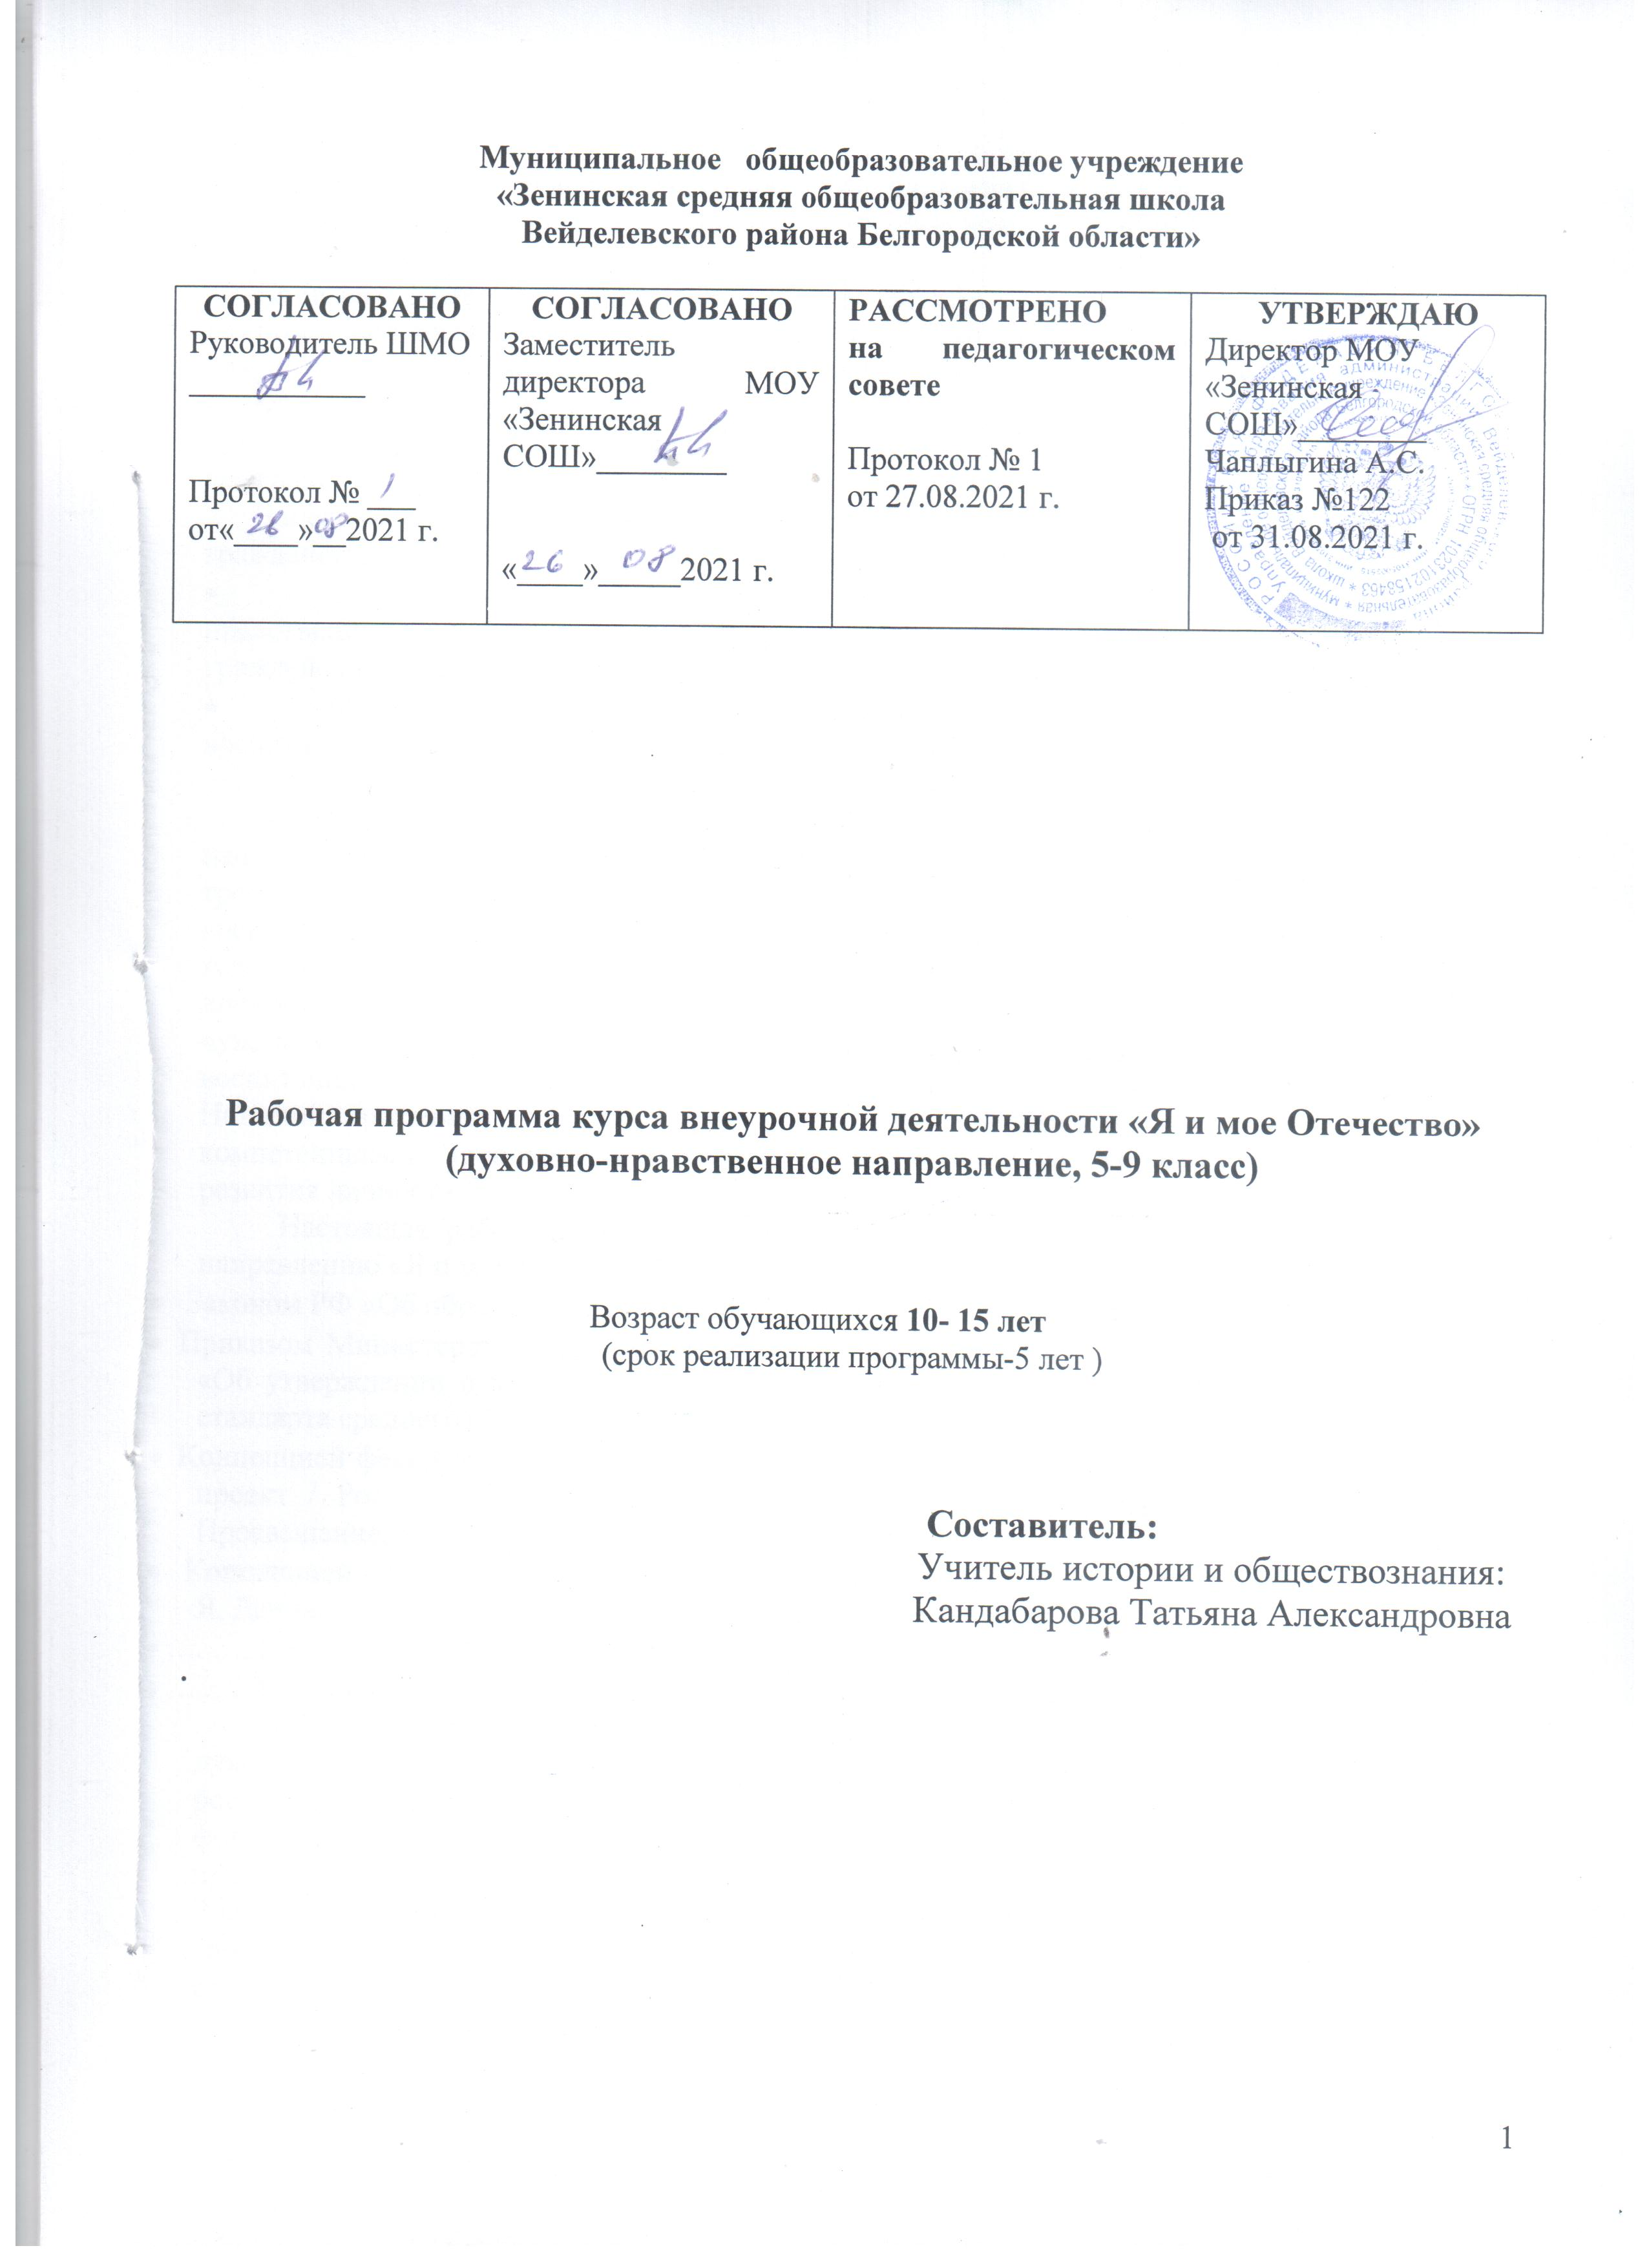 Муниципальное общеобразовательное учреждение
«Зенинская средняя общеобразовательная школа
Вейделевского района Белгородской области»
СОГЛАСОВАНО
Руководитель ШМО
___________
Протокол № 1
от« 26 » 08 2021 г.
СОГЛАСОВАНО
Заместитель
директора МОУ
«Зенинская
СОШ»________
« 26 » 08 2021 г.
РАССМОТРЕНО
на педагогическом
совете
Протокол № 1
от 27.08.2021 г.
УТВЕРЖДАЮ
Директор МОУ
«Зенинская
СОШ»________
Чаплыгина А.С.
Приказ №122
от 31.08.2021 г.
Рабочая программа курса внеурочной деятельности «Я и мое Отечество»
(духовно-нравственное направление, 5-9 класс)
Возраст обучающихся 10- 15 лет
(срок реализации программы-5 лет )
Составитель:
Учитель истории и обществознания:
Кандабарова Татьяна Александровна
1